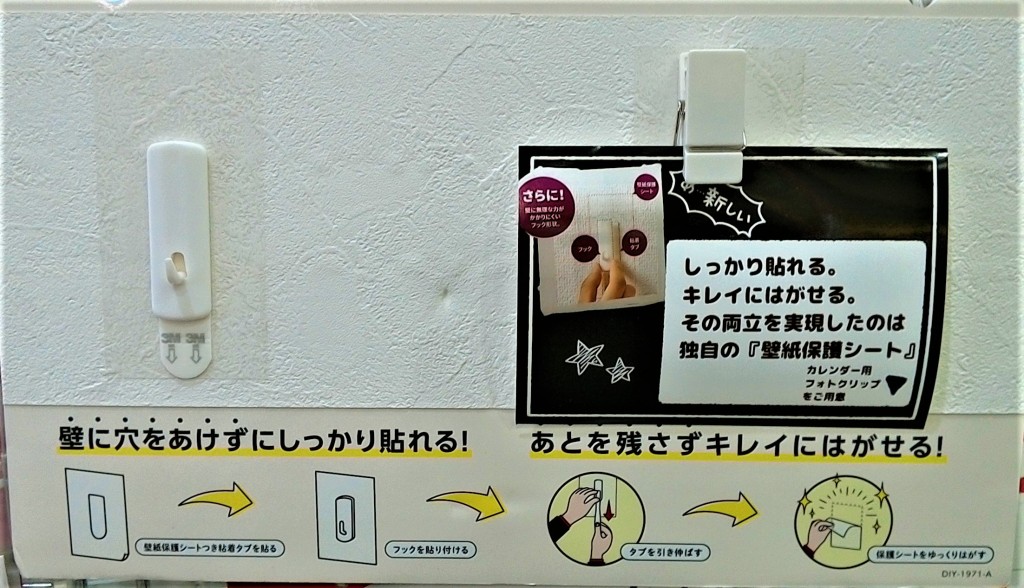 3M 3M
さらに!
壁に無理な力が
かかりにくい
フック形状。
壁紙保護
シート
フック
粘着
タブ
新しい
しっかり貼れる。
キレイにはがせる。
その両立を実現したのは
独自の『壁紙保護シート』
カレンダー用
フォトクリップ
をご用意
壁に穴をあけずにしっかり貼れる!
あとを残さずキレイにはがせる!
壁紙保護シートつき粘着タブを貼る
フックを貼り付ける
タブを引き伸ばす
保護シートをゆっくりはがす
DIY-1971-A